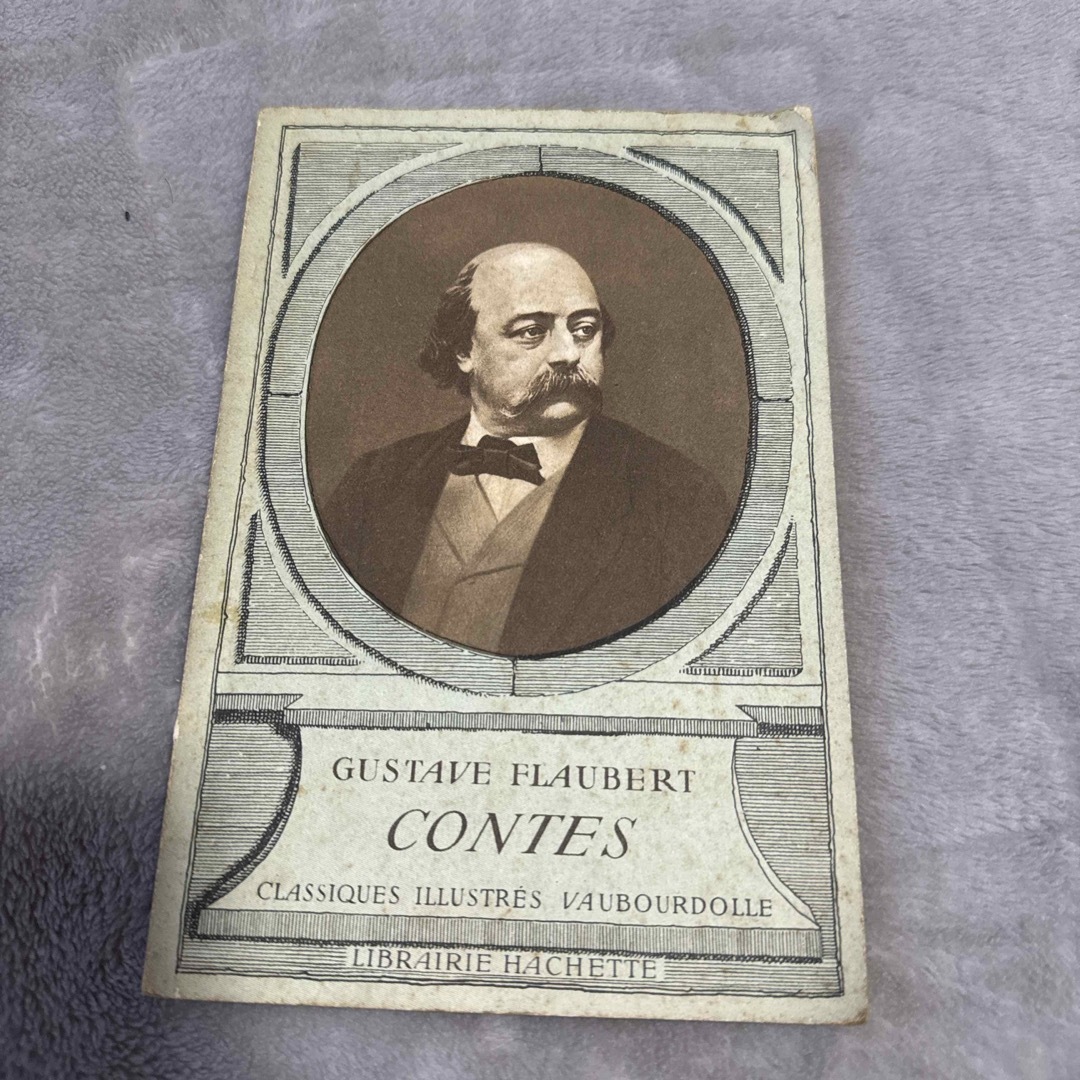 GUSTAVE FLAUBERT
CONTES
CLASSIQUES ILLUSTRÉS VAUBOURDOLLE
LIBRAIRIE HACHETTE